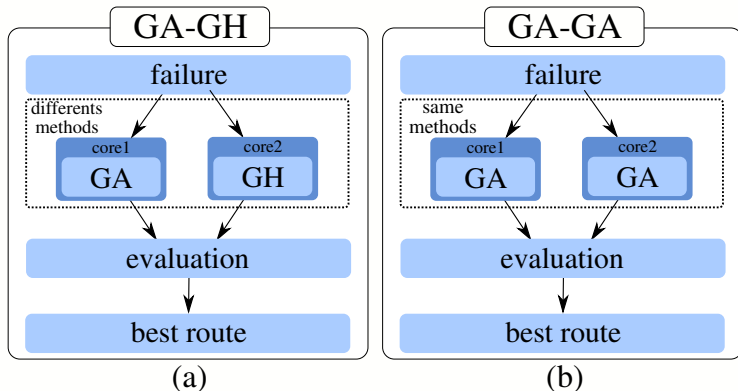 GA-GH
failure
differents
methods
core1
GA
core2
GH
evaluation
best route
(a)
GA-GA
failure
same
methods
core1
GA
core2
GA
evaluation
best route
(b)